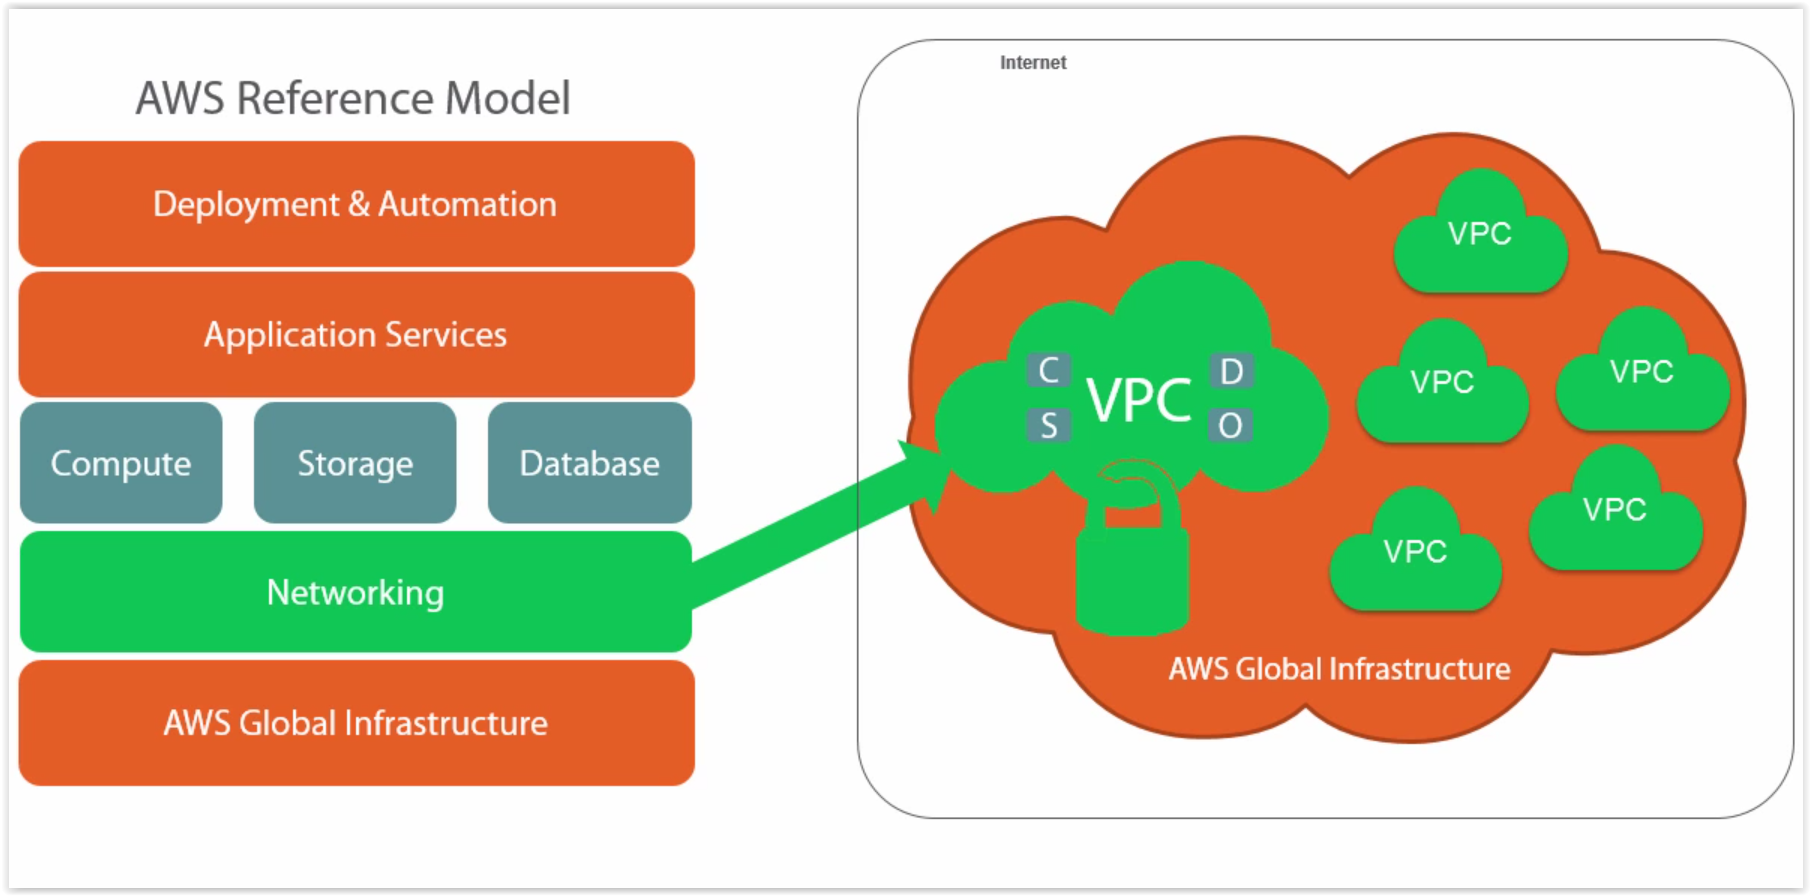 AWS Reference Model
Deployment & Automation
Application Services
Compute
Storage
Database
Networking
AWS Global Infrastructure
Internet
C
D
VPC
S
O
VPC
VPC
VPC
VPC
VPC
AWS Global Infrastructure